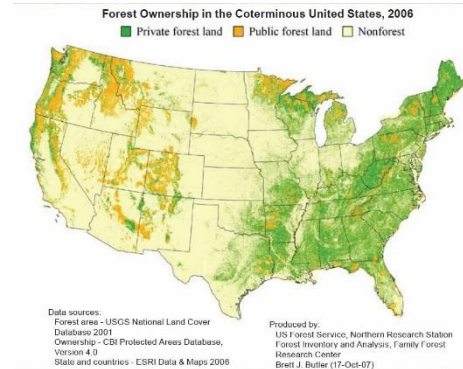 Forest Ownership in the Coterminous United States, 2006
Private forest land Public forest land Nonforest
Data sources:
Forest area - USGS National Land Cover
Database 2001
Ownership - CBI Protected Areas Database,
Version 4.0
State and countries - ESRI Data & Maps 2006
Produced by:
US Forest Service, Northern Research Station
Forest Inventory and Analysis, Family Forest
Research Center
Brett J. Butler (17-Oct-07)